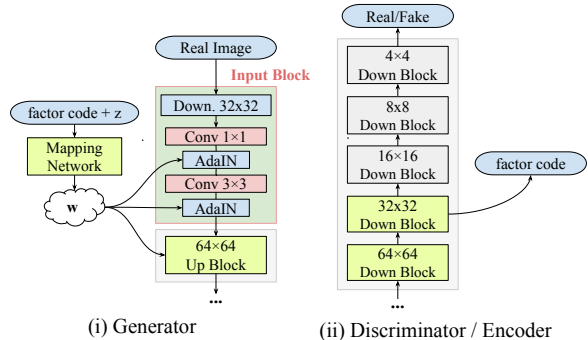 Real Image
Input Block
Down. 32x32
factor code + z
Conv 1×1
Mapping
Network
AdaIN
Conv 3×3
w
AdaIN
64×64
Up Block
...
(i) Generator
Real/Fake
4×4
Down Block
8x8
Down Block
16×16
Down Block
factor code
32x32
Down Block
64×64
Down Block
...
(ii) Discriminator / Encoder